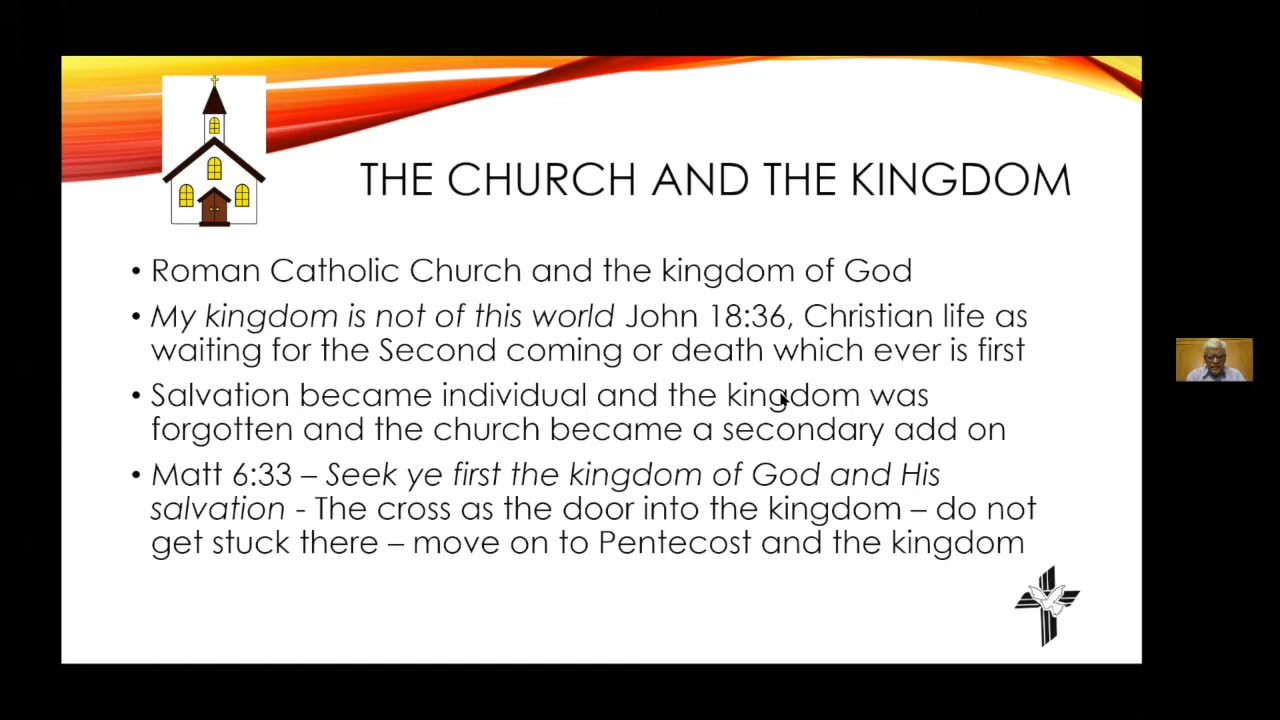 THE CHURCH AND THE KINGDOM
• Roman Catholic Church and the kingdom of God
• My kingdom is not of this world John 18:36, Christian life as
waiting for the Second coming or death which ever is first
• Salvation became individual and the kingdom was
forgotten and the church became a secondary add on
• Matt 6:33 – Seek ye first the kingdom of God and His
salvation - The cross as the door into the kingdom – do not
get stuck there – move on to Pentecost and the kingdom